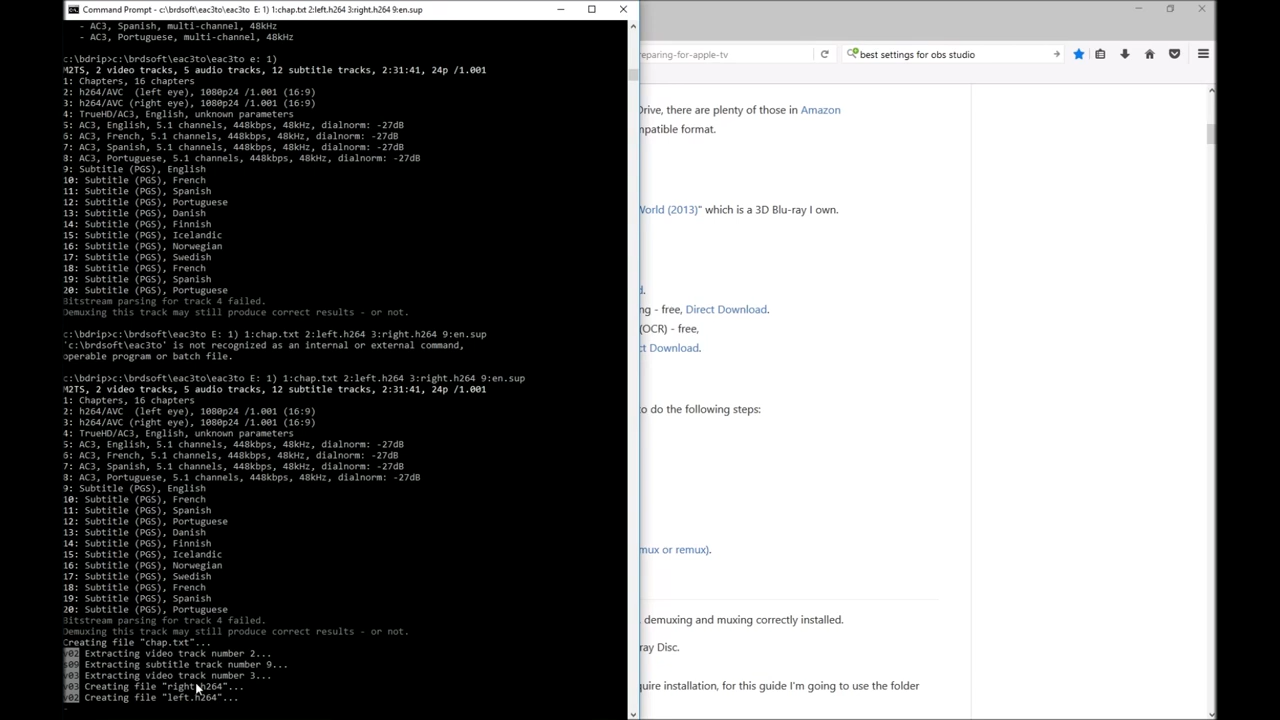 Command Prompt - c:\brdsoft\eac3to\eac3to E: 1) 1:chap.txt 2:left.h264 3:right.h264 9:en.sup
- AC3, Spanish, multi-channel, 48kHz
- AC3, Portuguese, multi-channel, 48kHz
c:\bdrip>c:\brdsoft\eac3to\eac3to e: 1)
M2TS, 2 video tracks, 5 audio tracks, 12 subtitle tracks, 2:31:41, 24p /1.001
1: Chapters, 16 chapters
2: h264/AVC (left eye), 1080p24 /1.001 (16:9)
3: h264/AVC (right eye), 1080p24 /1.001 (16:9)
4: TrueHD/AC3, English, unknown parameters
5: AC3, English, 5.1 channels, 448kbps, 48kHz, dialnorm: -27dB
6: AC3, French, 5.1 channels, 448kbps, 48kHz, dialnorm: -27dB
7: AC3, Spanish, 5.1 channels, 448kbps, 48kHz, dialnorm: -27dB
8: AC3, Portuguese, 5.1 channels, 448kbps, 48kHz, dialnorm: -27dB
9: Subtitle (PGS), English
10: Subtitle (PGS), French
11: Subtitle (PGS), Spanish
12: Subtitle (PGS), Portuguese
13: Subtitle (PGS), Danish
14: Subtitle (PGS), Finnish
15: Subtitle (PGS), Icelandic
16: Subtitle (PGS), Norwegian
17: Subtitle (PGS), Swedish
18: Subtitle (PGS), French
19: Subtitle (PGS), Spanish
20: Subtitle (PGS), Portuguese
Bitstream parsing for track 4 failed.
Demuxing this track may still produce correct results - or not.
c:\bdrip>c:\brdsoft\eac3to E: 1) 1:chap.txt 2:left.h264 3:right.h264 9:en.sup
'c:\brdsoft\eac3to' is not recognized as an internal or external command,
operable program or batch file.
c:\bdrip>c:\brdsoft\eac3to\eac3to E: 1) 1:chap.txt 2:left.h264 3:right.h264 9:en.sup
M2TS, 2 video tracks, 5 audio tracks, 12 subtitle tracks, 2:31:41, 24p /1.001
1: Chapters, 16 chapters
2: h264/AVC (left eye), 1080p24 /1.001 (16:9)
3: h264/AVC (right eye), 1080p24 /1.001 (16:9)
4: TrueHD/AC3, English, unknown parameters
5: AC3, English, 5.1 channels, 448kbps, 48kHz, dialnorm: -27dB
6: AC3, French, 5.1 channels, 448kbps, 48kHz, dialnorm: -27dB
7: AC3, Spanish, 5.1 channels, 448kbps, 48kHz, dialnorm: -27dB
8: AC3, Portuguese, 5.1 channels, 448kbps, 48kHz, dialnorm: -27dB
9: Subtitle (PGS), English
10: Subtitle (PGS), French
11: Subtitle (PGS), Spanish
12: Subtitle (PGS), Portuguese
13: Subtitle (PGS), Danish
14: Subtitle (PGS), Finnish
15: Subtitle (PGS), Icelandic
16: Subtitle (PGS), Norwegian
17: Subtitle (PGS), Swedish
18: Subtitle (PGS), French
19: Subtitle (PGS), Spanish
20: Subtitle (PGS), Portuguese
Bitstream parsing for track 4 failed.
Demuxing this track may still produce correct results - or not.
Creating file "chap.txt"...
v02 Extracting video track number 2...
s09 Extracting subtitle track number 9...
v03 Extracting video track number 3...
v03 Creating file "right.h264"...
v02 Creating file "left.h264"...
reparing-for-apple-tv
best settings for obs studio
Drive, there are plenty of those in Amazon
mpatible format.
World (2013)" which is a 3D Blu-ray I own.
d.
ng - free, Direct Download.
(OCR) - free,
ct Download.
to do the following steps:
mux or remux).
demuxing and muxing correctly installed.
ray Disc.
quire installation, for this guide I'm going to use the folder